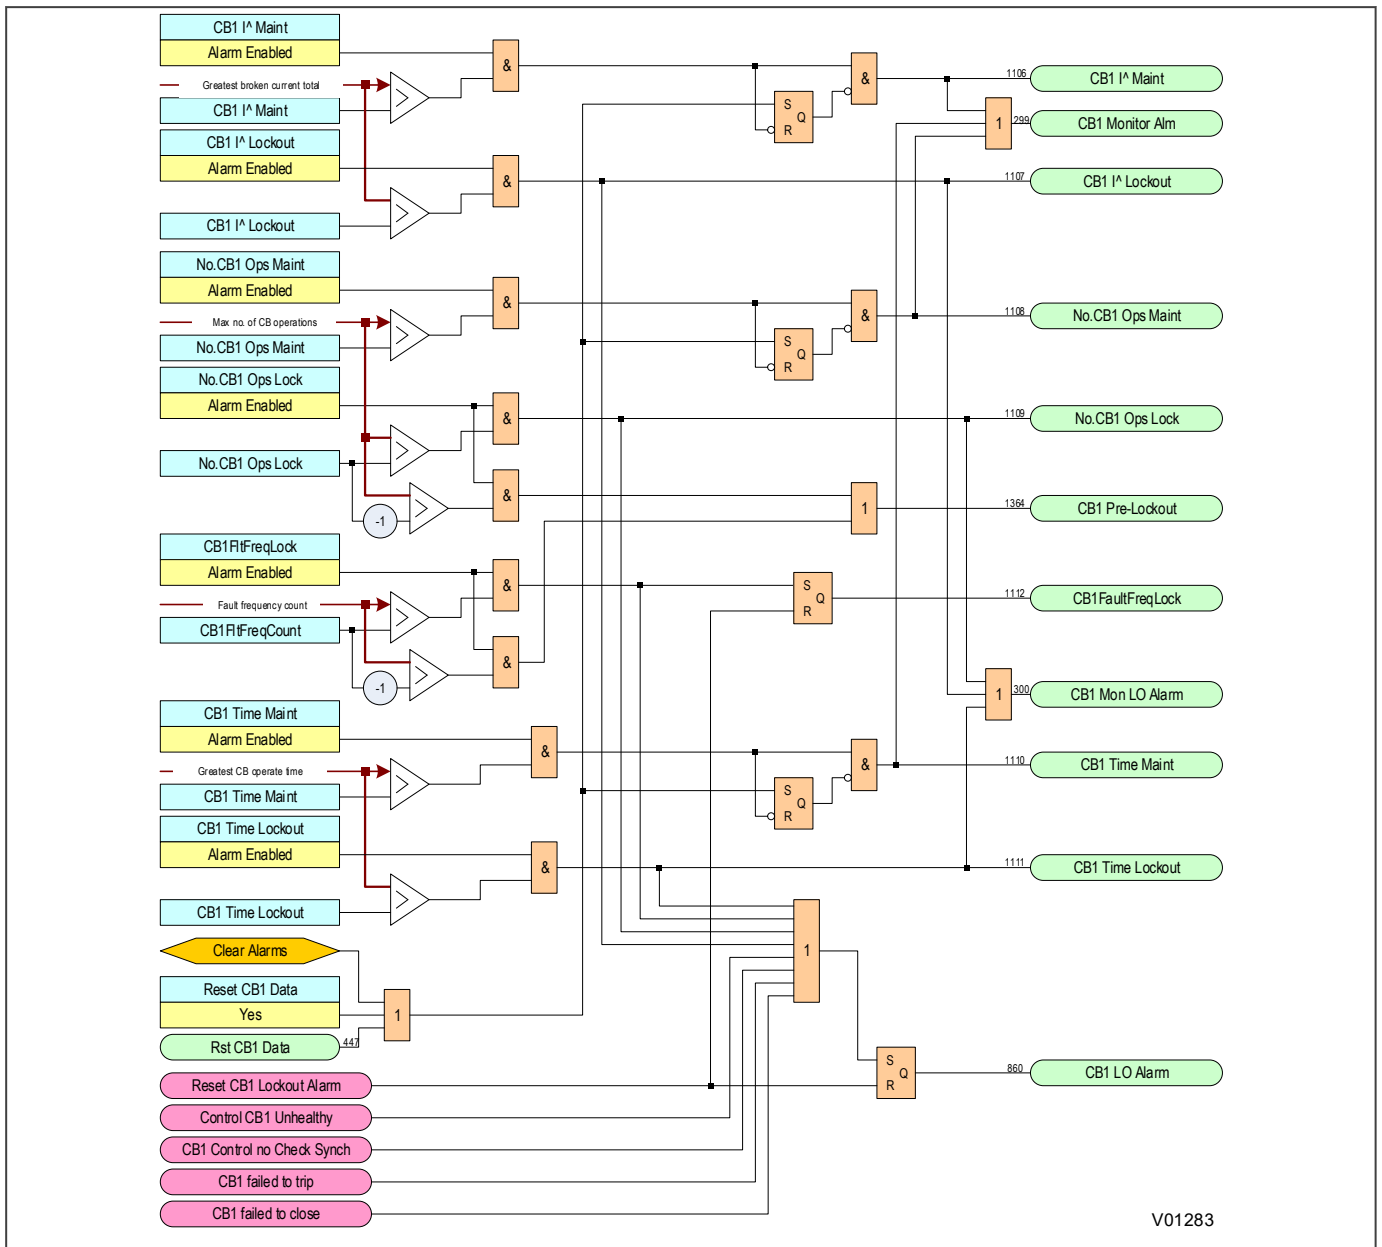 CB1 I^ Maint
Alarm Enabled
&
Greatest broken current total
>
CB1 I^ Maint
S
Q
R
&
1106
CB1 I^ Maint
1
299
CB1 Monitor Alm
CB1 I^ Lockout
Alarm Enabled
&
>
CB1 I^ Lockout
1107
CB1 I^ Lockout
No.CB1 Ops Maint
Alarm Enabled
&
Max no. of CB operations
>
No.CB1 Ops Maint
S
Q
R
&
1108
No.CB1 Ops Maint
No.CB1 Ops Lock
Alarm Enabled
&
>
No.CB1 Ops Lock
1109
No.CB1 Ops Lock
&
>
-1
1
1364
CB1 Pre-Lockout
CB1FltFreqLock
Alarm Enabled
&
Fault frequency count
>
CB1FltFreqCount
S
Q
R
1112
CB1FaultFreqLock
&
>
-1
1
300
CB1 Mon LO Alarm
CB1 Time Maint
Alarm Enabled
&
Greatest CB operate time
>
CB1 Time Maint
S
Q
R
&
1110
CB1 Time Maint
CB1 Time Lockout
Alarm Enabled
&
>
CB1 Time Lockout
1111
CB1 Time Lockout
Clear Alarms
1
Reset CB1 Data
Yes
1
Rst CB1 Data
447
Reset CB1 Lockout Alarm
S
Q
R
860
CB1 LO Alarm
Control CB1 Unhealthy
CB1 Control no Check Synch
CB1 failed to trip
CB1 failed to close
V01283